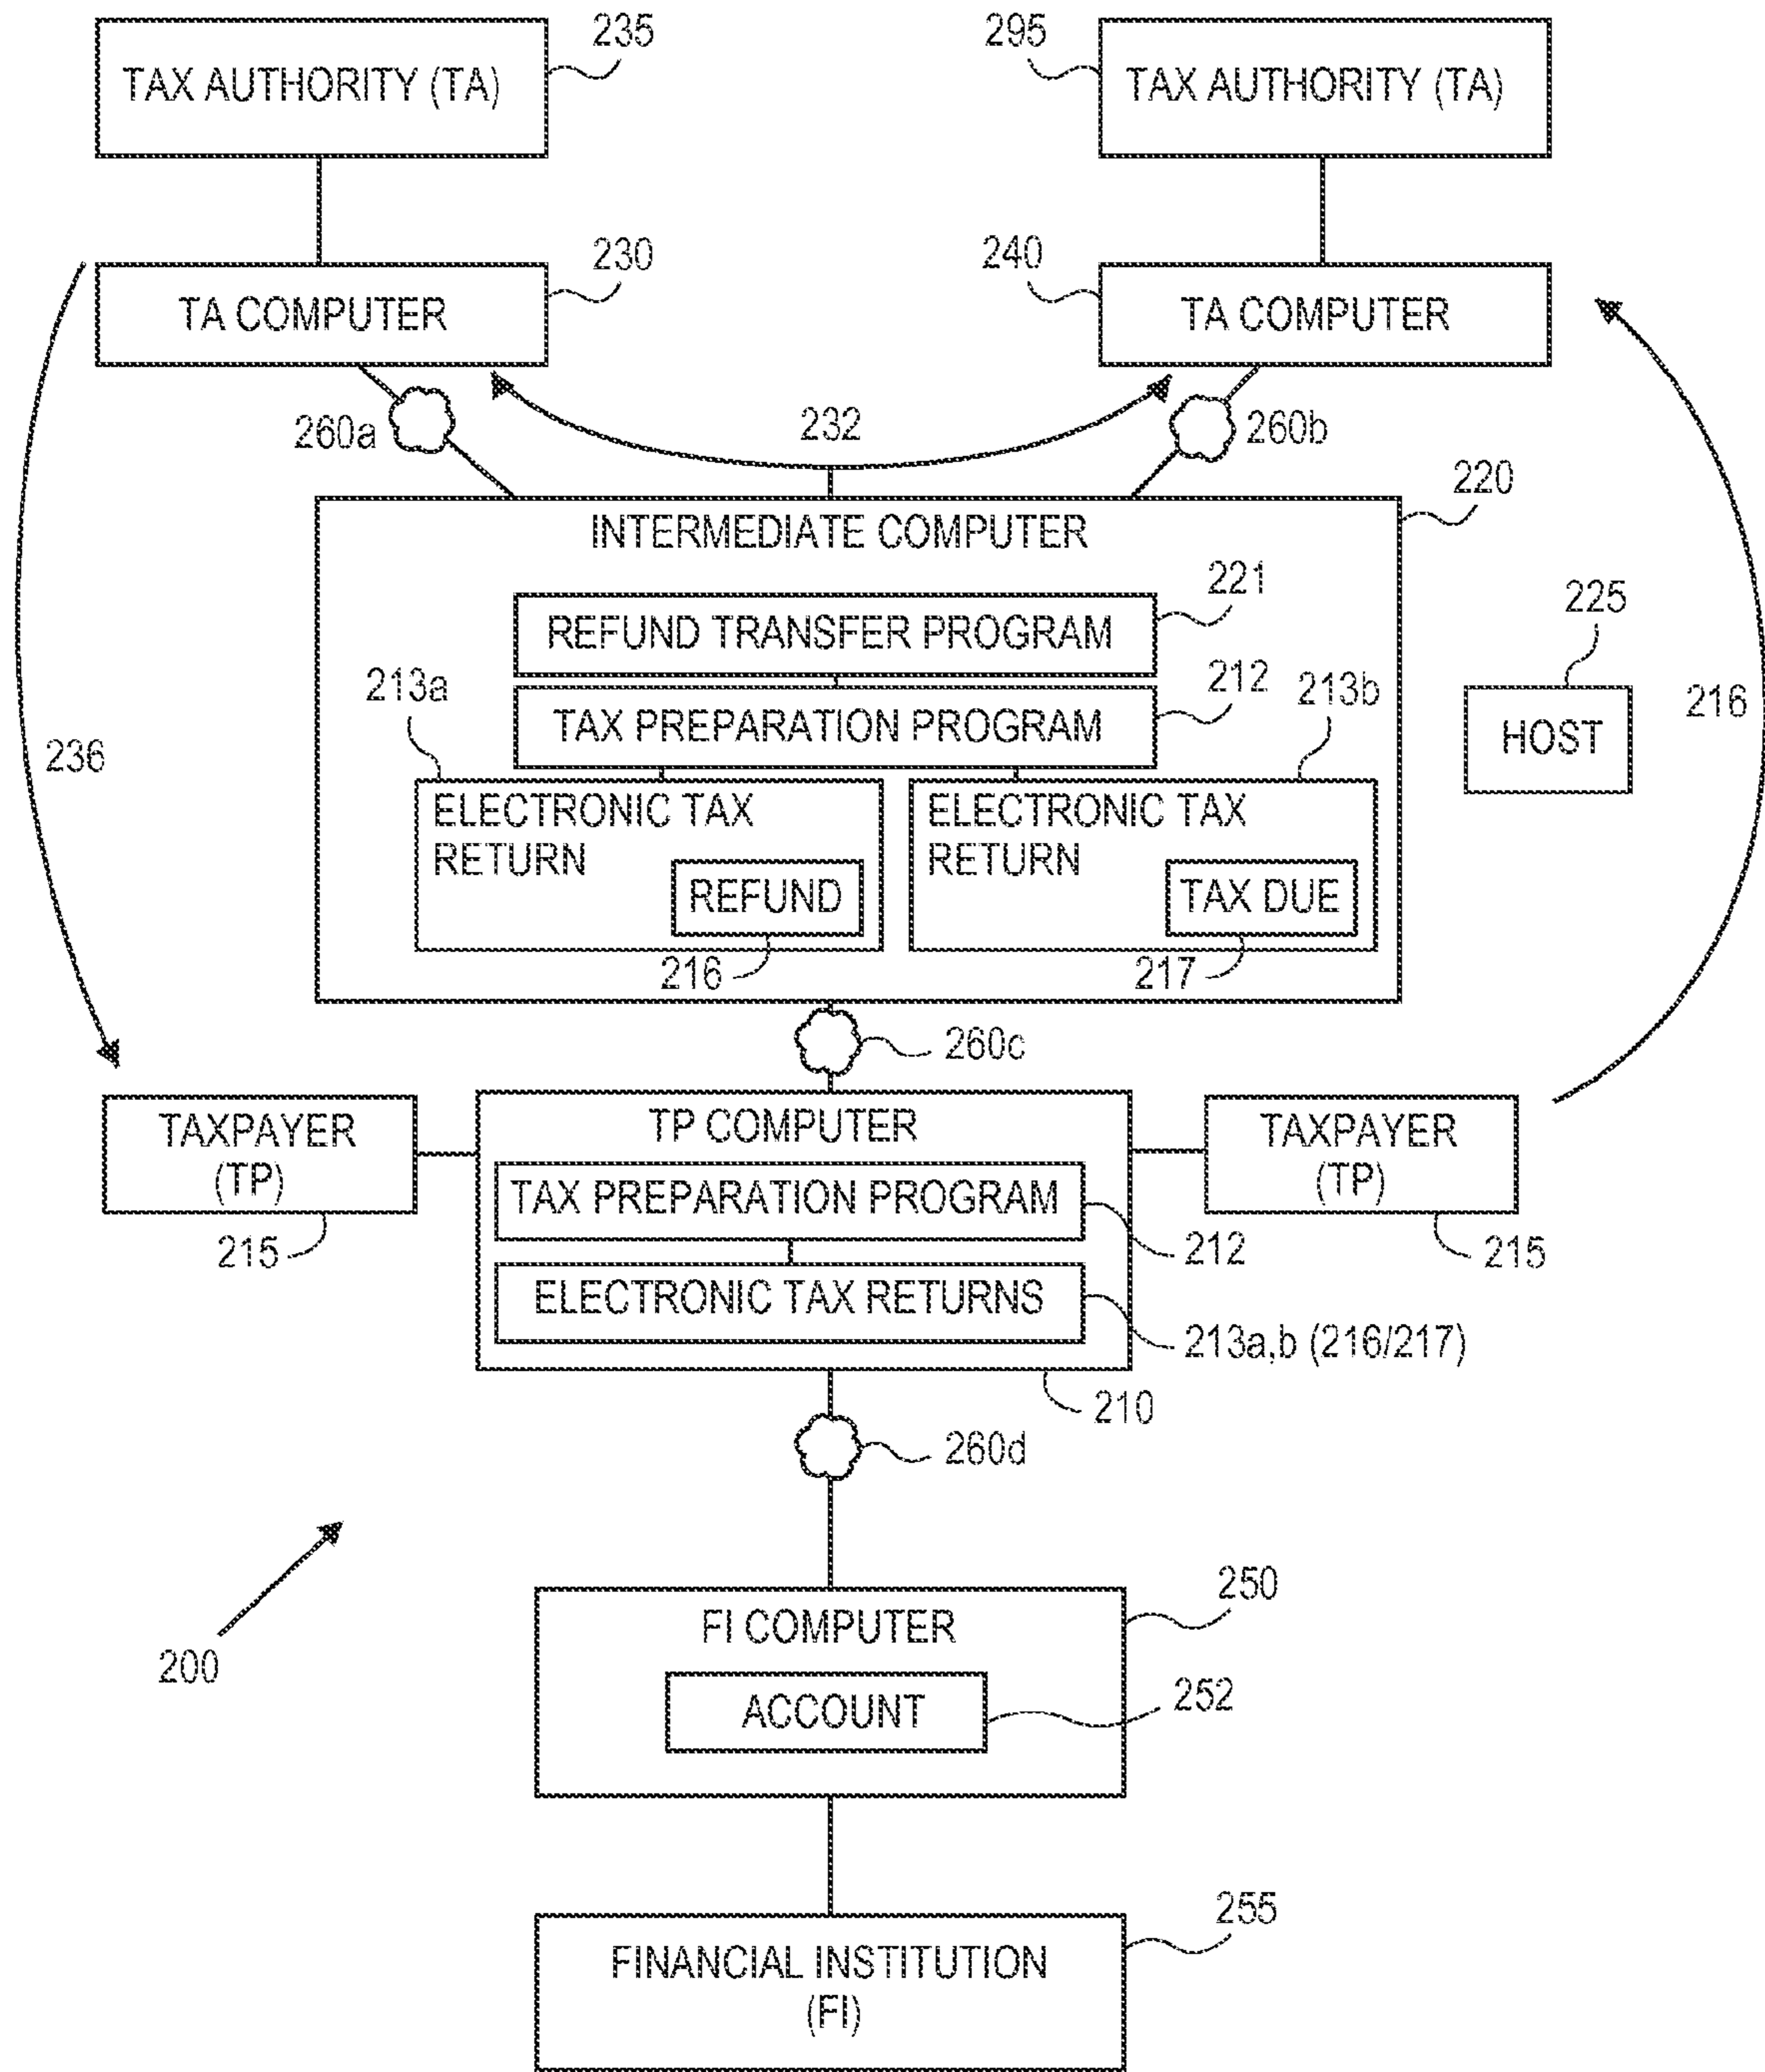 235
295
TAX AUTHORITY (TA)
TAX AUTHORITY (TA)
230
240
TA COMPUTER
TA COMPUTER
260a
232
260b
220
INTERMEDIATE COMPUTER
221
225
REFUND TRANSFER PROGRAM
213a
212
213b
216
TAX PREPARATION PROGRAM
HOST
236
ELECTRONIC TAX
RETURN
REFUND
ELECTRONIC TAX
RETURN
TAX DUE
216
217
260c
TAXPAYER
(TP)
TP COMPUTER
TAXPAYER
(TP)
TAX PREPARATION PROGRAM
215
212
215
ELECTRONIC TAX RETURNS
213a,b (216/217)
210
260d
250
FI COMPUTER
200
ACCOUNT
252
255
FINANCIAL INSTITUTION
(FI)